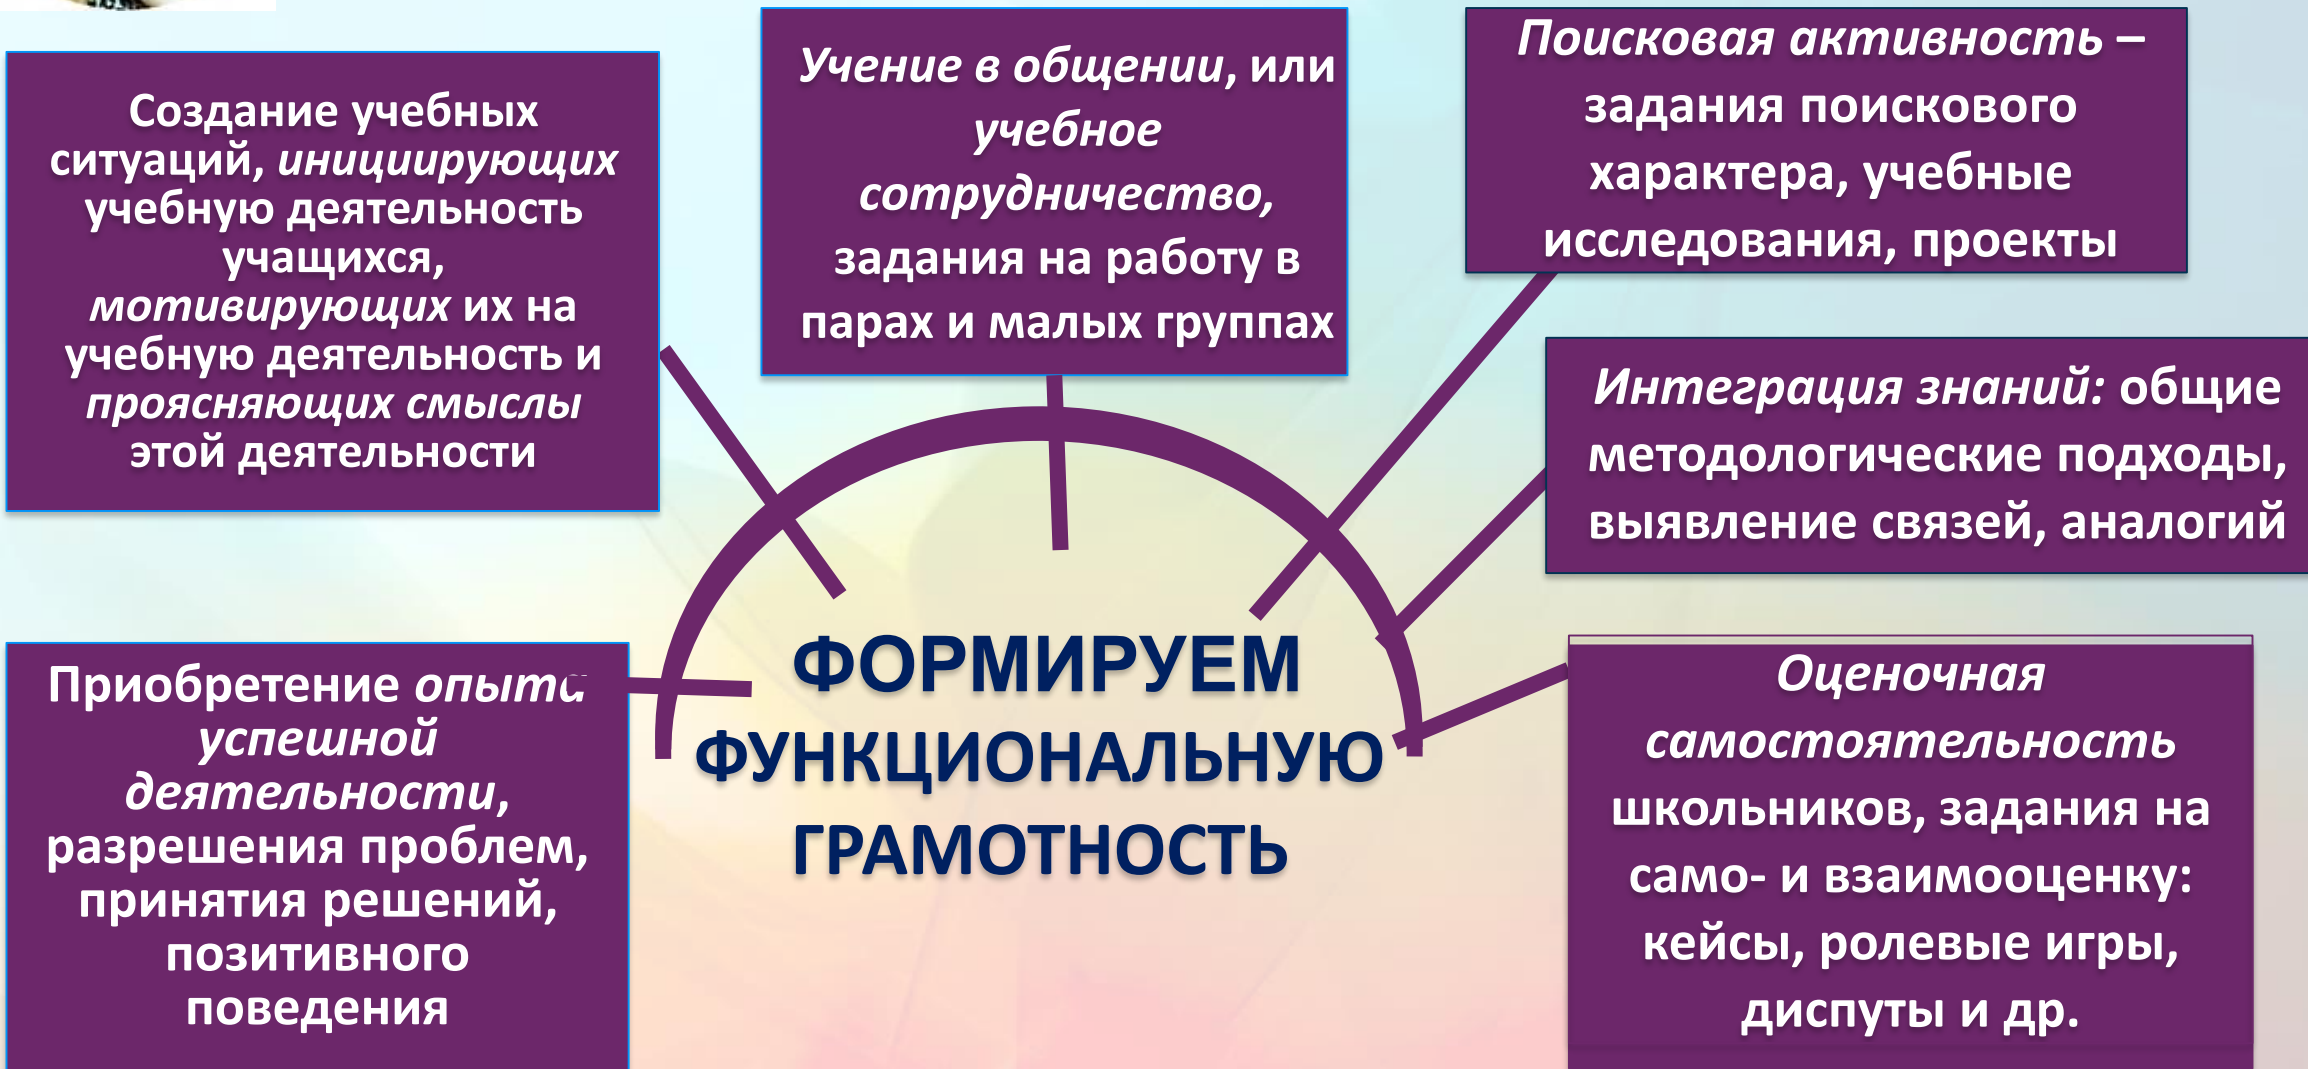 Создание учебных
ситуаций, инициирующих
учебную деятельность
учащихся,
мотивирующих их на
учебную деятельность и
проясняющих смыслы
этой деятельности
Учение в общении, или
учебное
сотрудничество,
задания на работу в
парах и малых группах
Поисковая активность –
задания поискового
характера, учебные
исследования, проекты
Интеграция знаний: общие
методологические подходы,
выявление связей, аналогий
Приобретение опыта
успешной
деятельности,
разрешения проблем,
принятия решений,
позитивного
поведения
ФОРМИРУЕМ
ФУНКЦИОНАЛЬНУЮ
ГРАМОТНОСТЬ
Оценочная
самостоятельность
школьников, задания на
само- и взаимооценку:
кейсы, ролевые игры,
диспуты и др.